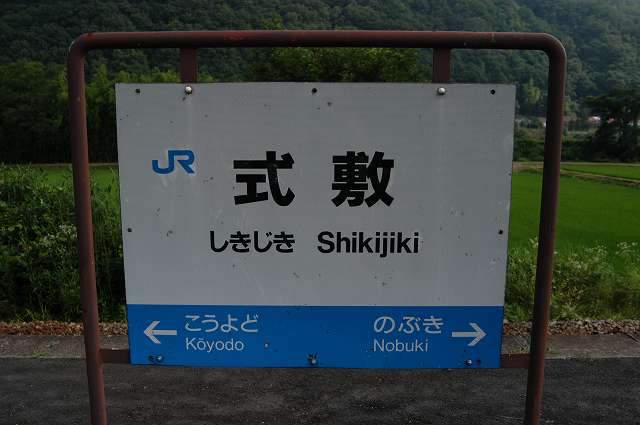 JR 式敷
しきじき Shikijiki
← こうよど のぶき →
Kōyodo Nobuki